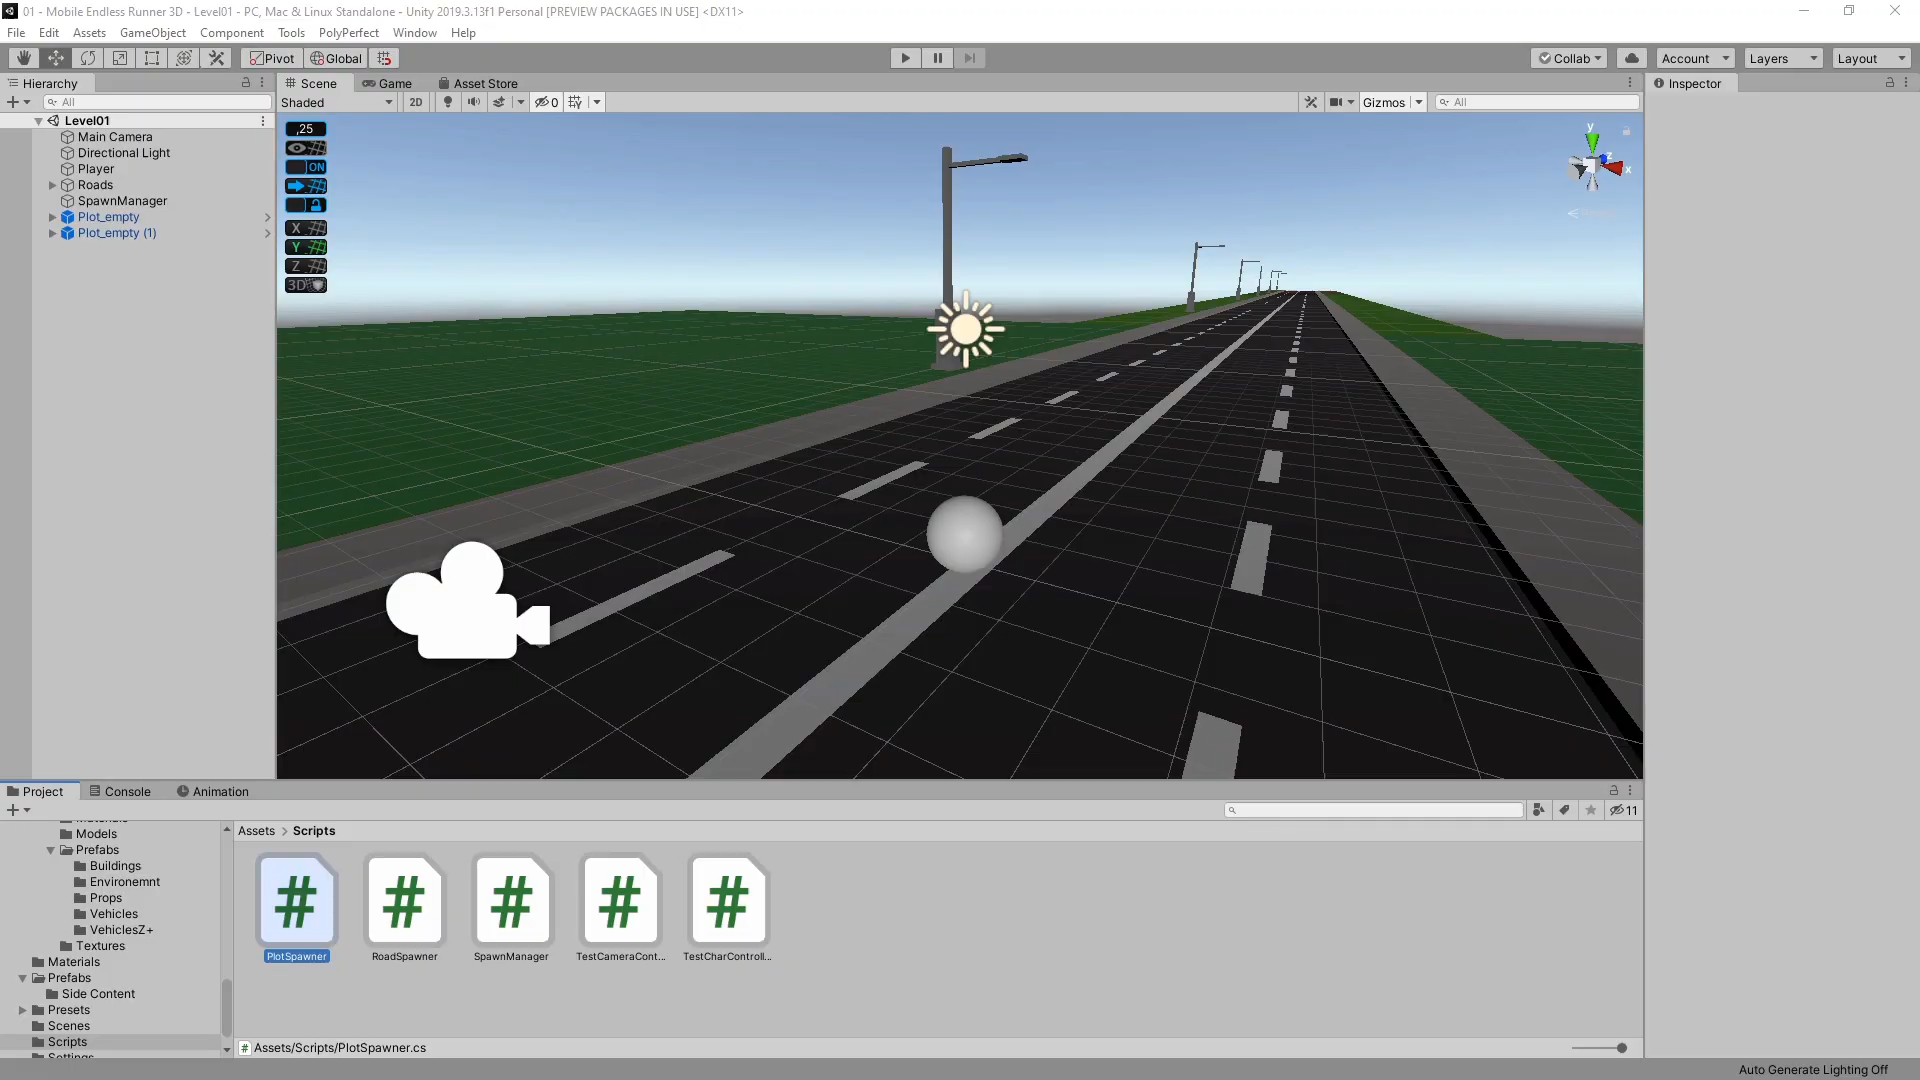 01 - Mobile Endless Runner 3D - Level01 - PC, Mac & Linux Standalone - Unity 2019.3.13f1 Personal [PREVIEW PACKAGES IN USE] <DX11>
File Edit Assets GameObject Component Tools PolyPerfect Window Help
Pivot Global Collab Account Layers Layout
Hierarchy
All
Level01
Main Camera
Directional Light
Player
Roads
SpawnManager
Plot_empty
Plot_empty (1)
Scene Game Asset Store
Shaded 2D 0 Gizmos All
,25
ON
X
Y
Z
3D
y
z
x
Inspector
Project Console Animation
11
Models
Prefabs
Buildings
Environemnt
Props
Vehicles
VehiclesZ+
Textures
Materials
Prefabs
Side Content
Presets
Scenes
Scripts
Settings
Assets > Scripts
PlotSpawner RoadSpawner SpawnManager TestCameraCont... TestCharControll...
Assets/Scripts/PlotSpawner.cs
Auto Generate Lighting Off